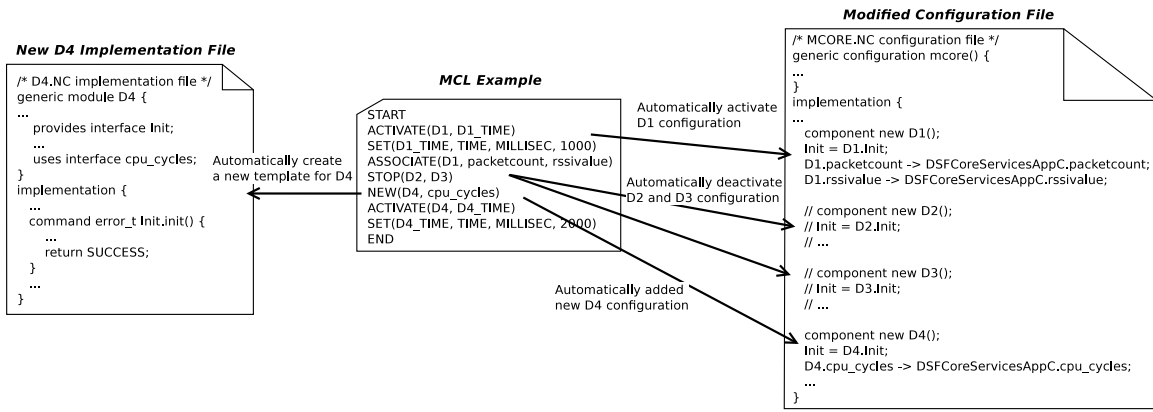 New D4 Implementation File
/* D4.NC implementation file */
generic module D4 {
...
provides interface Init;
...
uses interface cpu_cycles;
}
implementation {
...
command error_t Init.init() {
...
return SUCCESS;
}
...
}
Automatically create
a new template for D4
MCL Example
START
ACTIVATE(D1, D1_TIME)
SET(D1_TIME, TIME, MILLISEC, 1000)
ASSOCIATE(D1, packetcount, rssivalue)
STOP(D2, D3)
NEW(D4, cpu_cycles)
ACTIVATE(D4, D4_TIME)
SET(D4_TIME, TIME, MILLISEC, 2000)
END
Automatically activate
D1 configuration
Automatically deactivate
D2 and D3 configuration
Automatically added
new D4 configuration
Modified Configuration File
/* MCORE.NC configuration file */
generic configuration mcore() {
...
}
implementation {
...
component new D1();
Init = D1.Init;
D1.packetcount -> DSFCoreServicesAppC.packetcount;
D1.rssivalue -> DSFCoreServicesAppC.rssivalue;
// component new D2();
// Init = D2.Init;
// ...
// component new D3();
// Init = D3.Init;
// ...
component new D4();
Init = D4.Init;
D4.cpu_cycles -> DSFCoreServicesAppC.cpu_cycles;
...
}